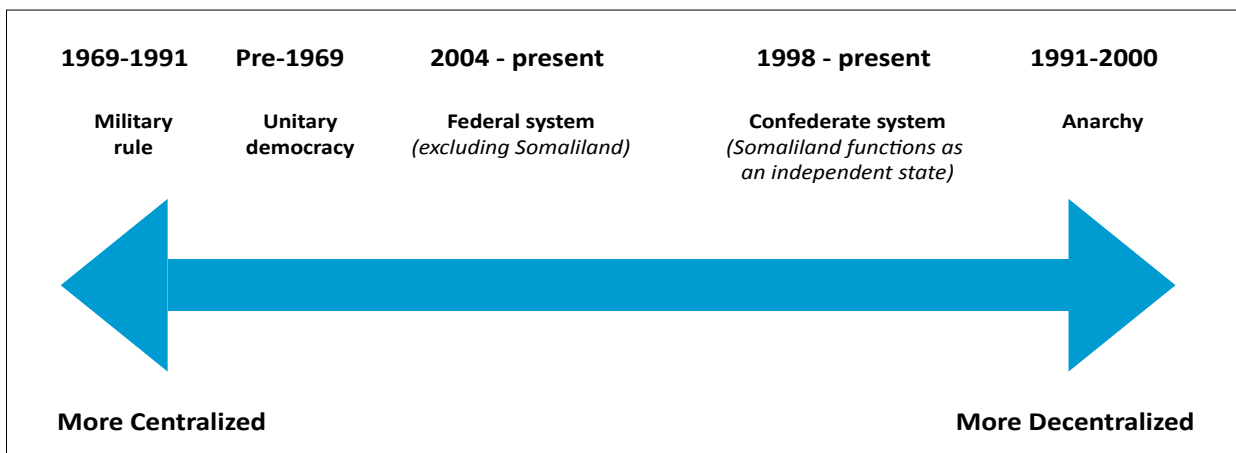 1969-1991 Pre-1969 2004 - present 1998 - present 1991-2000
Military Unitary Federal system Confederate system Anarchy
rule democracy (excluding Somaliland) (Somaliland functions as
an independent state)
More Centralized More Decentralized